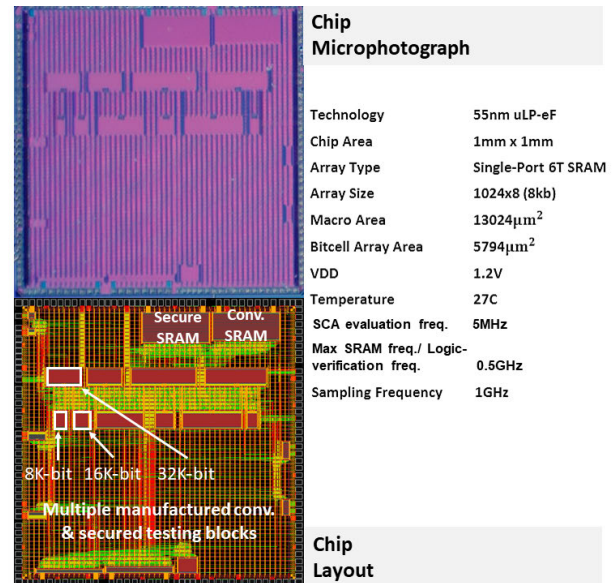 Chip
Microphotograph
Technology 55nm uLP-eF
Chip Area 1mm x 1mm
Array Type Single-Port 6T SRAM
Array Size 1024x8 (8kb)
Macro Area 13024μm²
Bitcell Array Area 5794μm²
VDD 1.2V
Temperature 27C
SCA evaluation freq. 5MHz
Max SRAM freq./ Logic-
verification freq. 0.5GHz
Sampling Frequency 1GHz
Secure Conv.
SRAM SRAM
8K-bit 16K-bit 32K-bit
Multiple manufactured conv.
& secured testing blocks
Chip
Layout